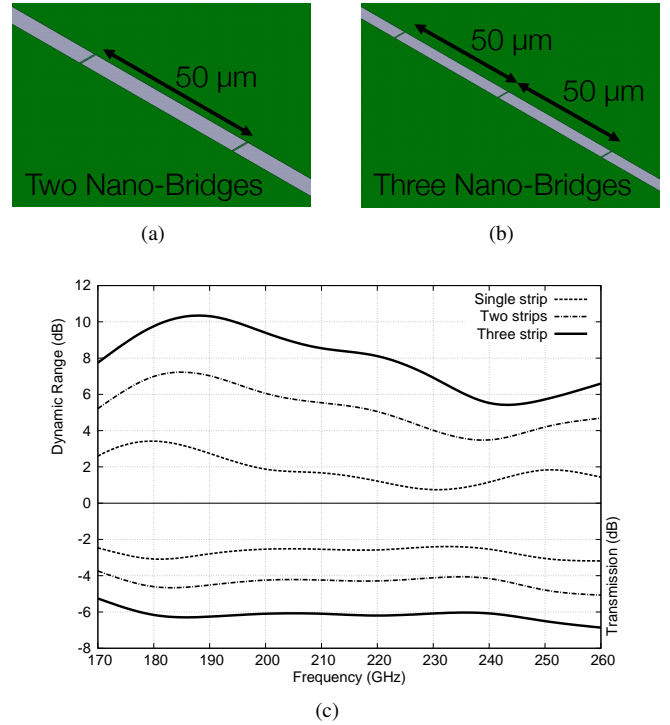 50 μm
Two Nano-Bridges
(a)
50 μm
50 μm
Three Nano-Bridges
(b)
12
10
8
6
4
2
0
-2
-4
-6
-8
Dynamic Range (dB)
Single strip
Two strips
Three strip
Transmission (dB)
170 180 190 200 210 220 230 240 250 260
Frequency (GHz)
(c)